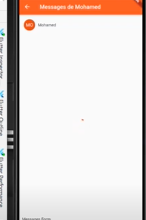 Messages de Mohamed
MO Mohamed
Flutter Inspector
Flutter Outline
Flutter Performance